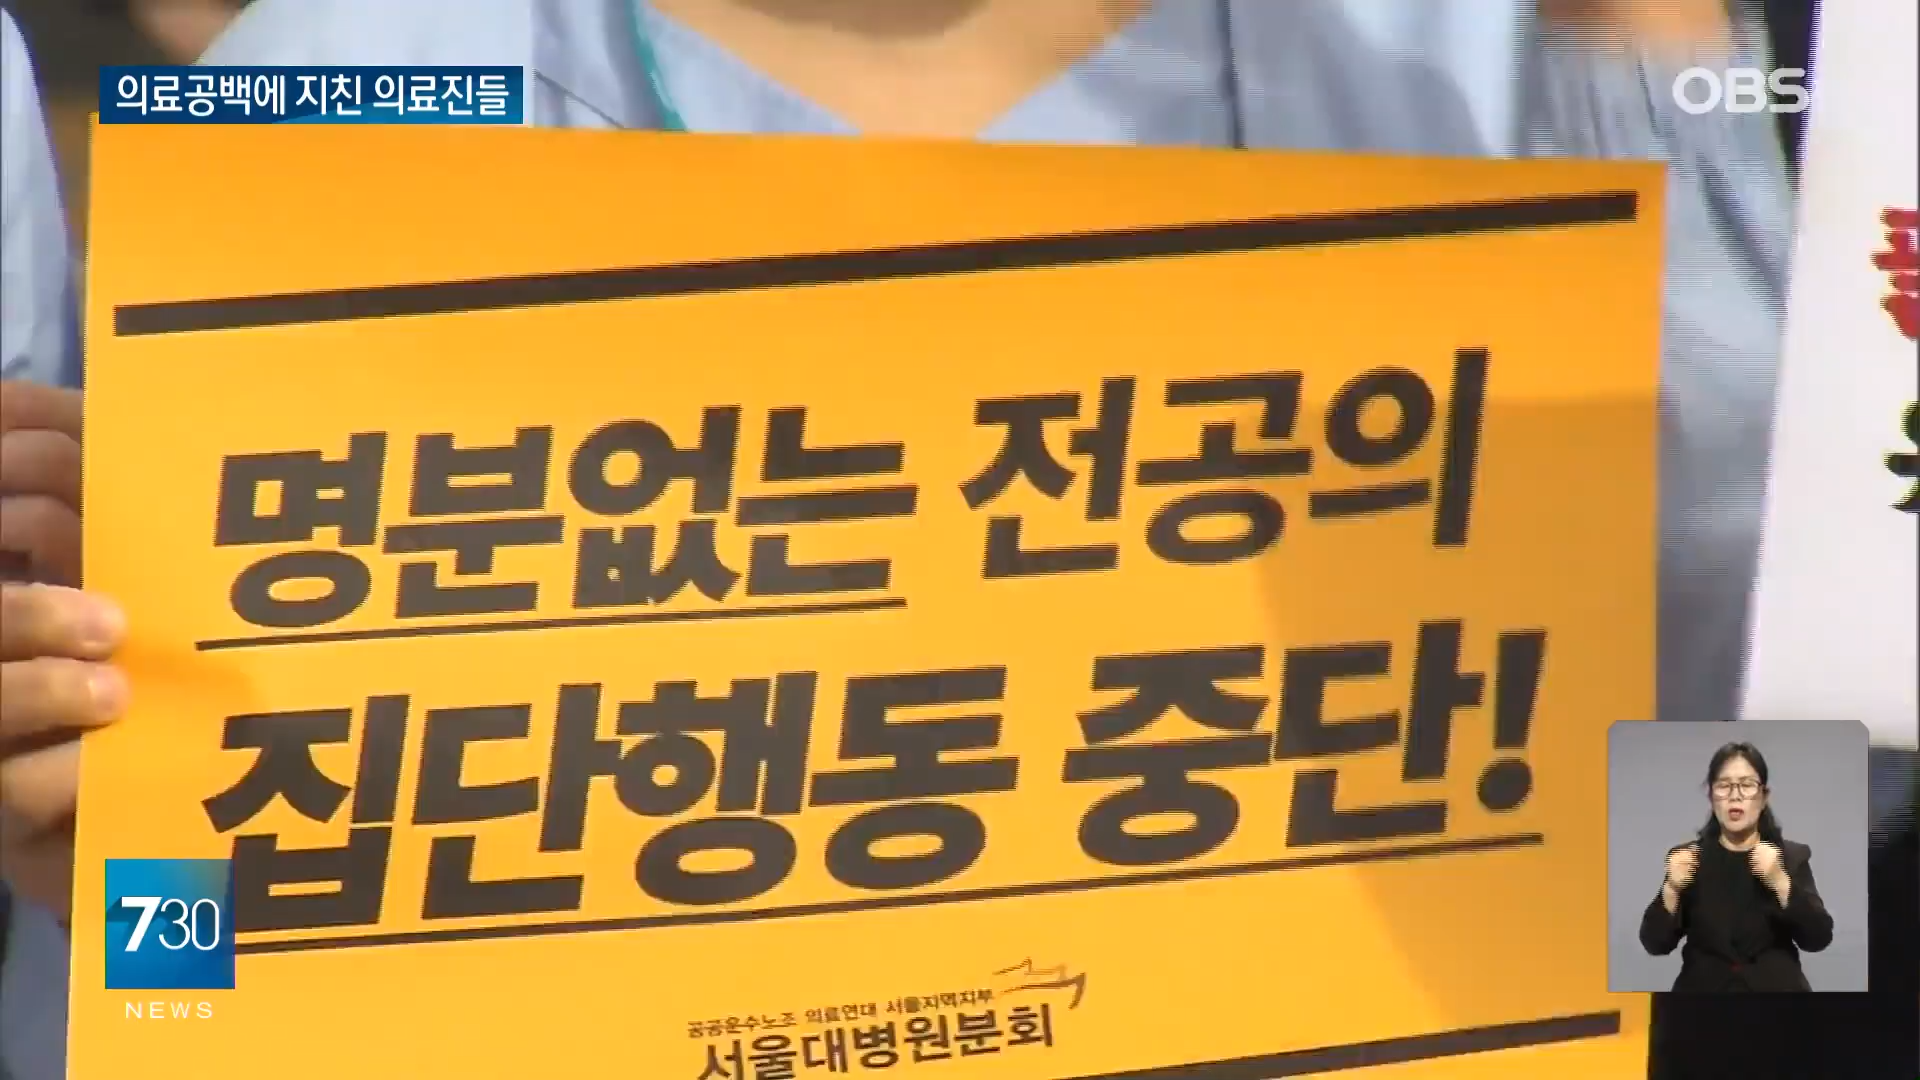 의료공백에 지친 의료진들
OBS
명분없는 전공의
집단행동 중단!
730
NEWS
공공운수노조 의료연대 서울지역지부
서울대병원분회